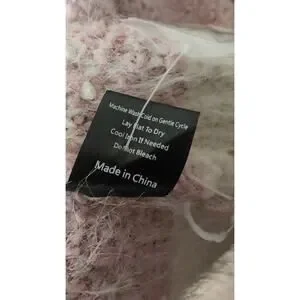 Machine Wash Cold on Gentle Cycle
Lay Flat To Dry
Cool Iron If Needed
Do Not Bleach
Made in China